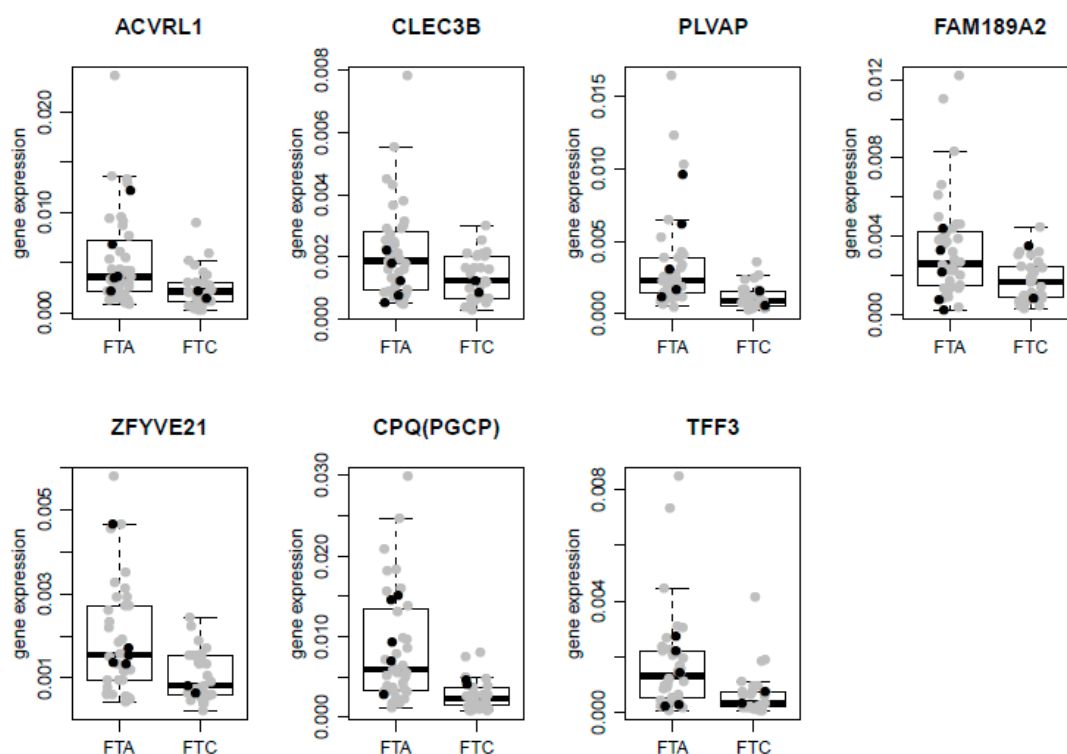 ACVRL1
gene expression
0.000
0.010
0.020
FTA
FTC
CLEC3B
gene expression
0.000
0.002
0.004
0.006
0.008
FTA
FTC
PLVAP
gene expression
0.000
0.005
0.010
0.015
FTA
FTC
FAM189A2
gene expression
0.000
0.004
0.008
0.012
FTA
FTC
ZFYVE21
gene expression
0.001
0.003
0.005
FTA
FTC
CPQ(PGCP)
gene expression
0.000
0.010
0.020
0.030
FTA
FTC
TFF3
gene expression
0.000
0.004
0.008
FTA
FTC